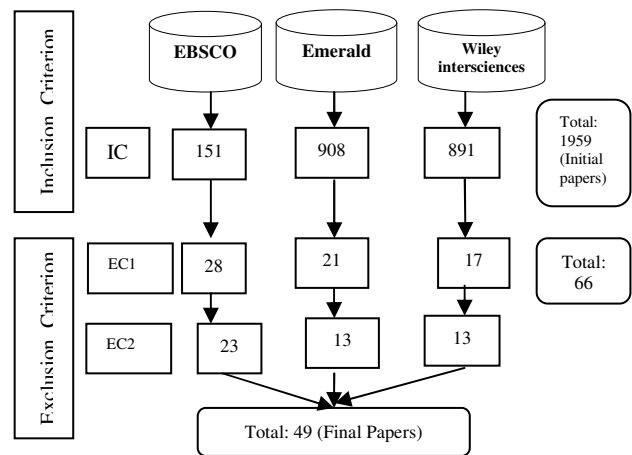 Inclusion Criterion
EBSCO
Emerald
Wiley
intersciences
IC
151
908
891
Total:
1959
(Initial
papers)
Exclusion Criterion
EC1
28
21
17
Total:
66
EC2
23
13
13
Total: 49 (Final Papers)